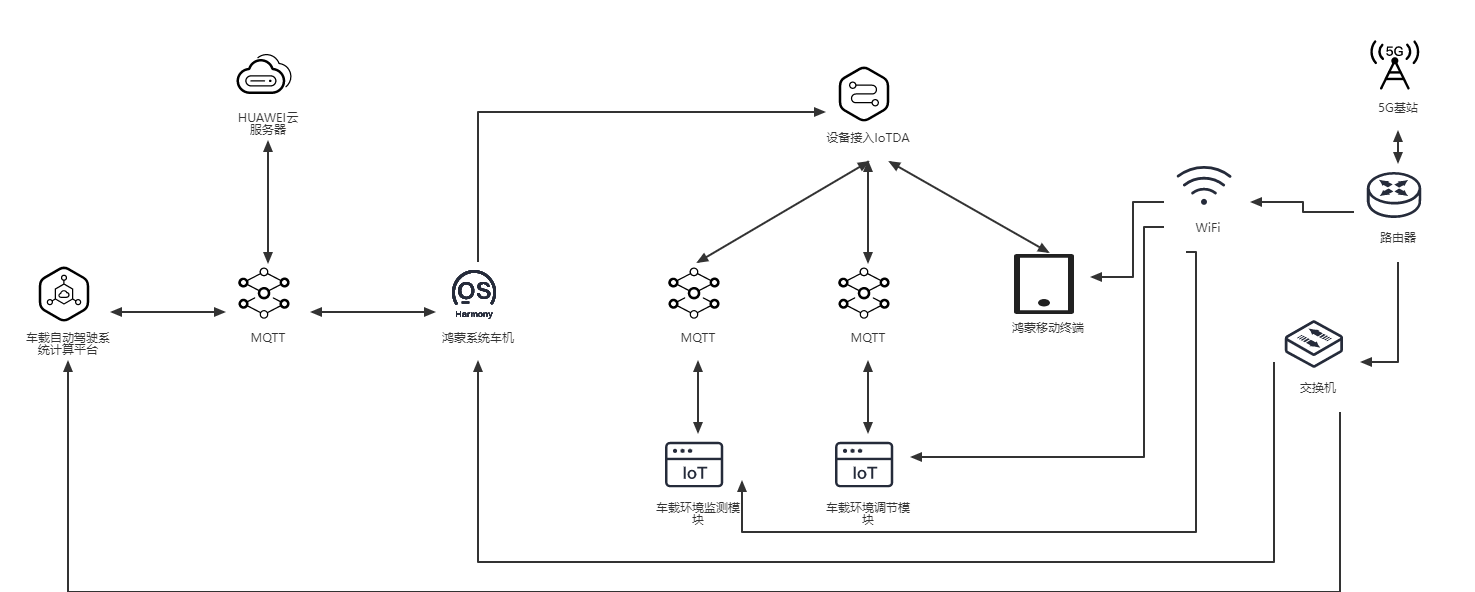 5G
5G基站
HUAWEI云
服务器
设备接入IoTDA
WiFi
路由器
OS
Harmony
车载自动驾驶系
统计算平台
MQTT
鸿蒙系统车机
MQTT
MQTT
鸿蒙移动终端
交换机
IoT
IoT
车载环境监测模
块
车载环境调节模
块